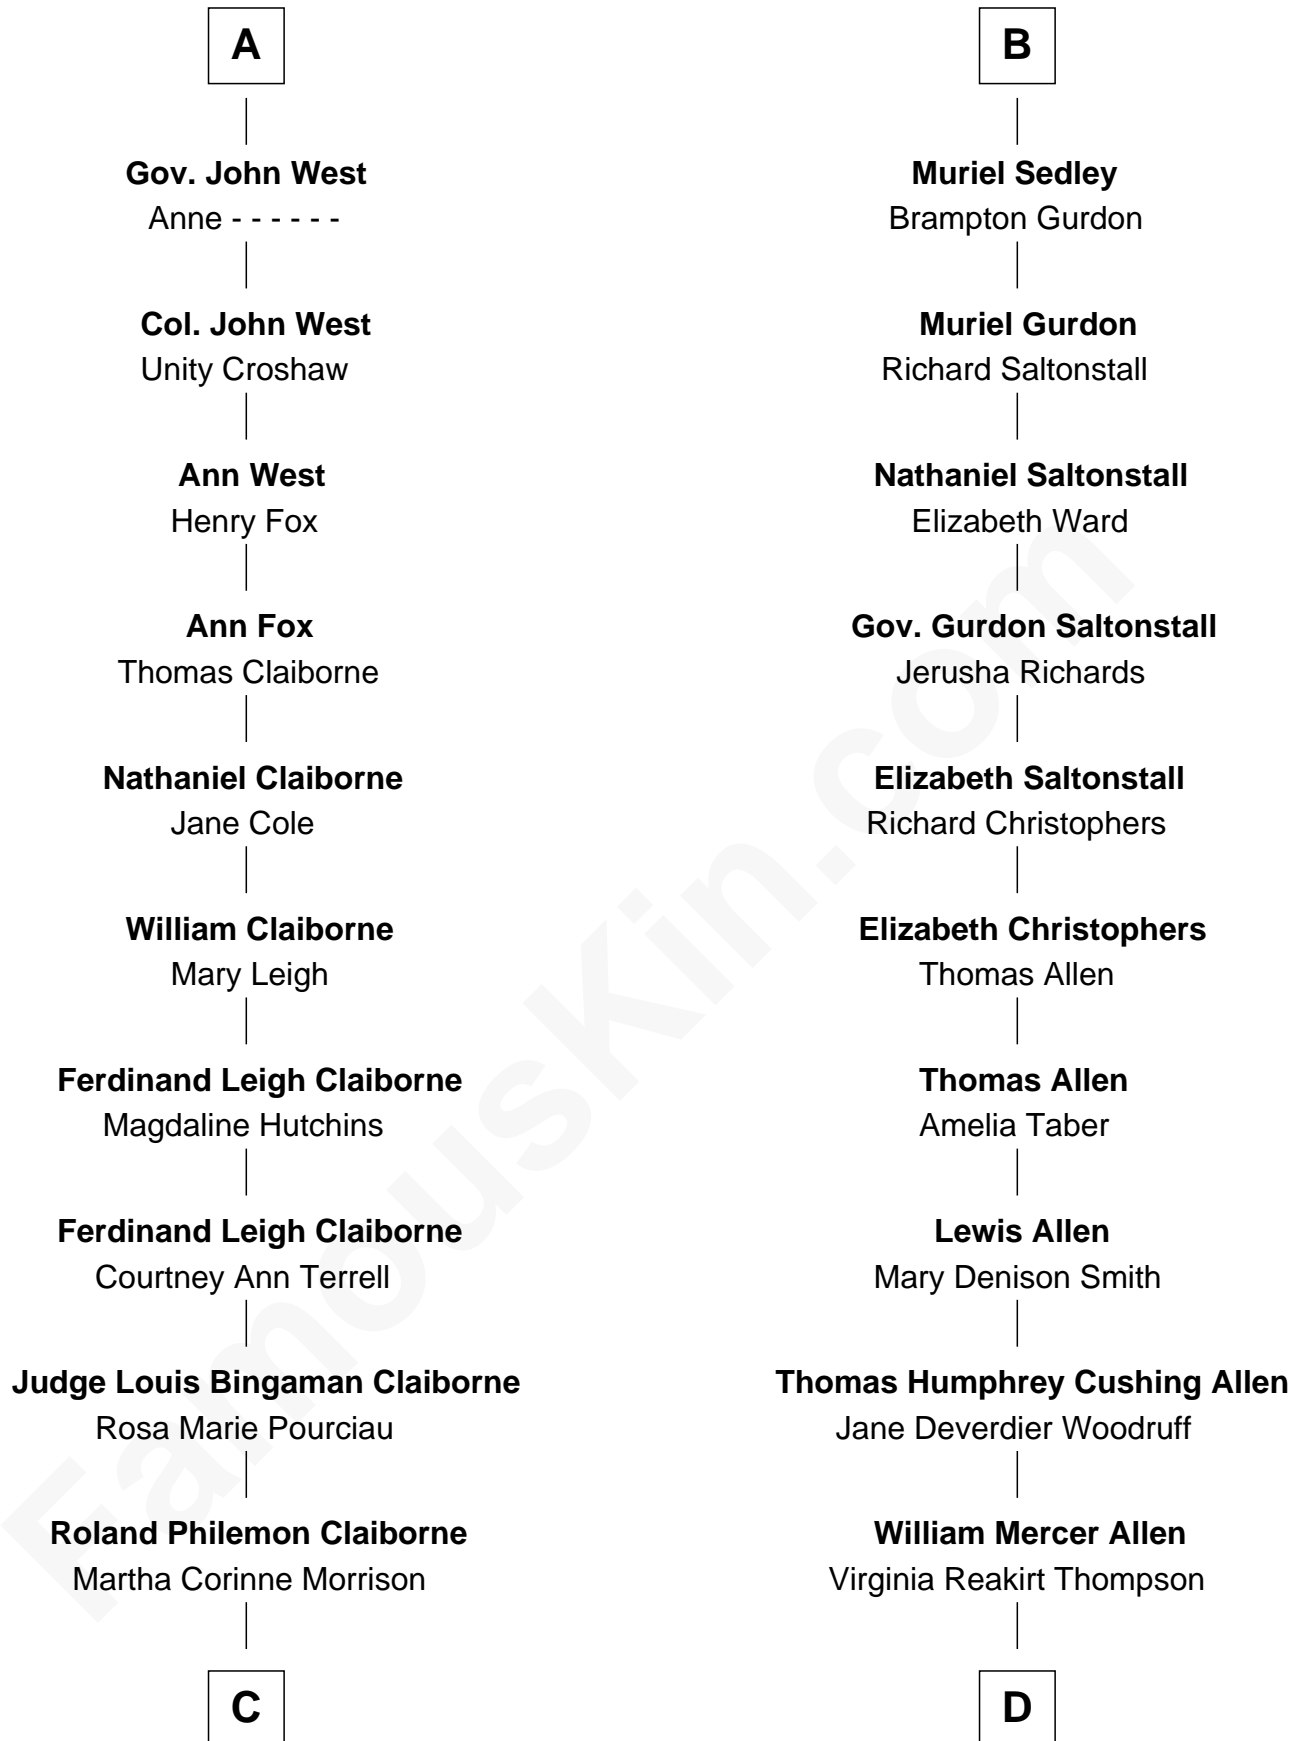 A
Gov. John West
Anne - - - - - -
Col. John West
Unity Croshaw
Ann West
Henry Fox
Ann Fox
Thomas Claiborne
Nathaniel Claiborne
Jane Cole
William Claiborne
Mary Leigh
Ferdinand Leigh Claiborne
Magdaline Hutchins
Ferdinand Leigh Claiborne
Courtney Ann Terrell
Judge Louis Bingaman Claiborne
Rosa Marie Pourciau
Roland Philemon Claiborne
Martha Corinne Morrison
C
B
Muriel Sedley
Brampton Gurdon
Muriel Gurdon
Richard Saltonstall
Nathaniel Saltonstall
Elizabeth Ward
Gov. Gurdon Saltonstall
Jerusha Richards
Elizabeth Saltonstall
Richard Christophers
Elizabeth Christophers
Thomas Allen
Thomas Allen
Amelia Taber
Lewis Allen
Mary Denison Smith
Thomas Humphrey Cushing Allen
Jane Deverdier Woodruff
William Mercer Allen
Virginia Reakirt Thompson
D
FamousKin.com